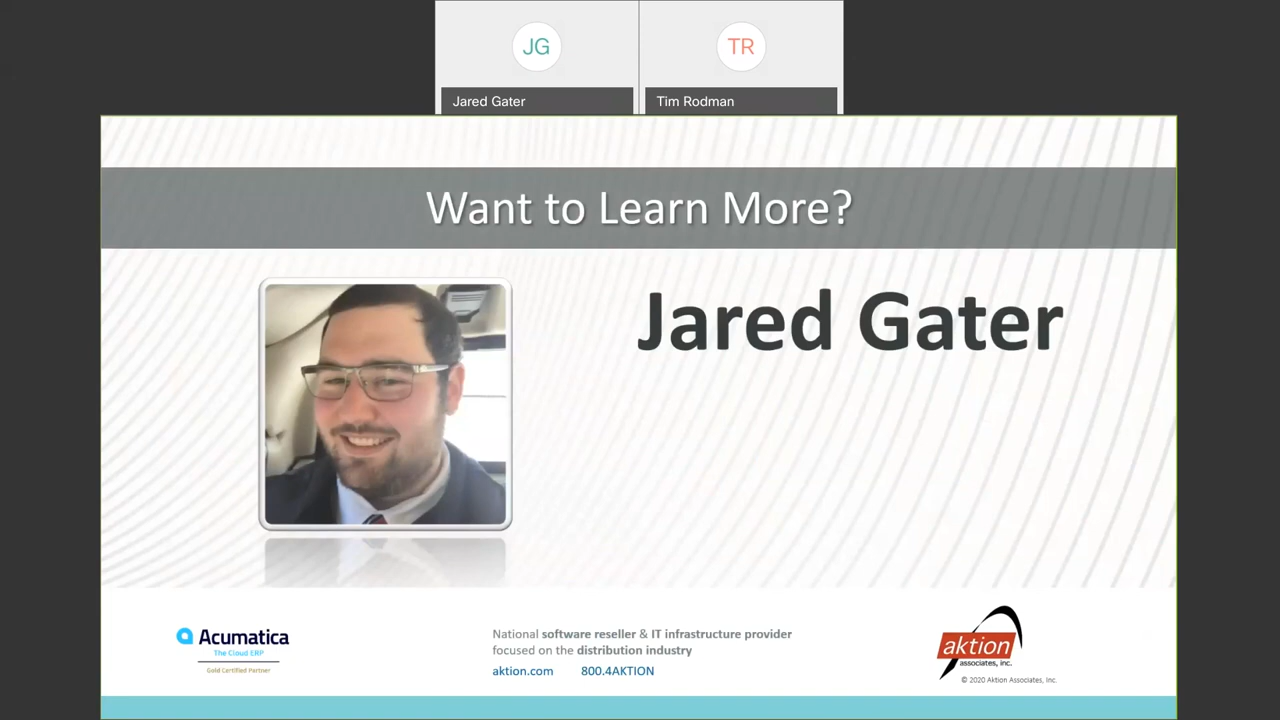 JG
TR
Jared Gater
Tim Rodman
Want to Learn More?
Jared Gater
Acumatica
The Cloud ERP
Gold Certified Partner
National software reseller & IT infrastructure provider
focused on the distribution industry
aktion.com 800.4AKTION
aktion
associates, inc.
© 2020 Aktion Associates, Inc.